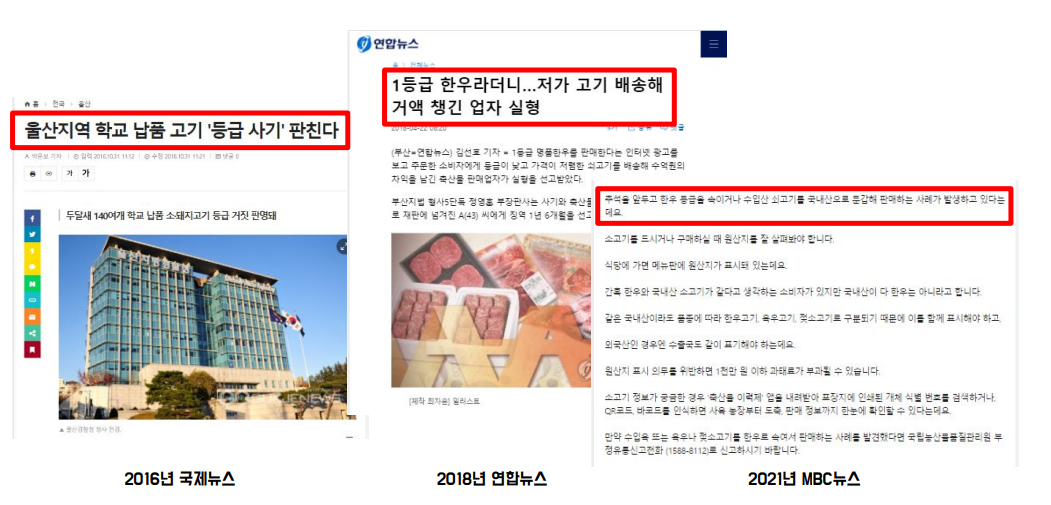 홈 > 전국 > 울산
울산지역 학교 납품 고기 '등급 사기' 판친다
입력 2016.10.31 11:12 | 수정 2016.10.31 11:21 | 댓글 0
가 가
두달새 140여개 학교 납품 소돼지고기 등급 거짓 판명돼
▲ 울산경찰청 청사 전경.
2016년 국제뉴스
연합뉴스
홈 > 전체뉴스
1등급 한우라더니...저가 고기 배송해
거액 챙긴 업자 실형
2018-04-22 08:20
(부산=연합뉴스) 김선호 기자 = 1등급 명품한우를 판매한다는 인터넷 광고를
보고 주문한 소비자에게 등급이 낮고 가격이 저렴한 쇠고기를 배송해 수억원의
차익을 남긴 축산물 판매업자가 실형을 선고받았다.
부산지법 형사5단독 정영훈 부장판사는 사기와 축산물
로 재판에 넘겨진 A(43) 씨에게 징역 1년 6개월을 선고
[제작 최자윤] 일러스트
2018년 연합뉴스
추석을 앞두고 한우 등급을 속이거나 수입산 쇠고기를 국내산으로 둔갑해 판매하는 사례가 발생하고 있다는
데요.
소고기를 드시거나 구매하실 때 원산지를 잘 살펴봐야 합니다.
식당에 가면 메뉴판에 원산지가 표시돼 있는데요.
간혹 한우와 국내산 소고기가 같다고 생각하는 소비자가 있지만 국내산이 다 한우는 아니라고 합니다.
같은 국내산이라도 품종에 따라 한우고기, 육우고기, 젖소고기로 구분되기 때문에 이를 함께 표시해야 하고,
외국산인 경우엔 수출국도 같이 표기해야 하는데요.
원산지 표시 의무를 위반하면 1천만 원 이하 과태료가 부과될 수 있습니다.
소고기 정보가 궁금한 경우 '축산물 이력제' 앱을 내려받아 포장지에 인쇄된 개체 식별 번호를 검색하거나,
QR코드, 바코드를 인식하면 사육 농장부터 도축, 판매 정보까지 한눈에 확인할 수 있다는데요.
만약 수입육 또는 육우나 젖소고기를 한우로 속여서 판매하는 사례를 발견했다면 국립농산물품질관리원 부
정유통신고전화 (1588-8112)로 신고하시기 바랍니다.
2021년 MBC뉴스